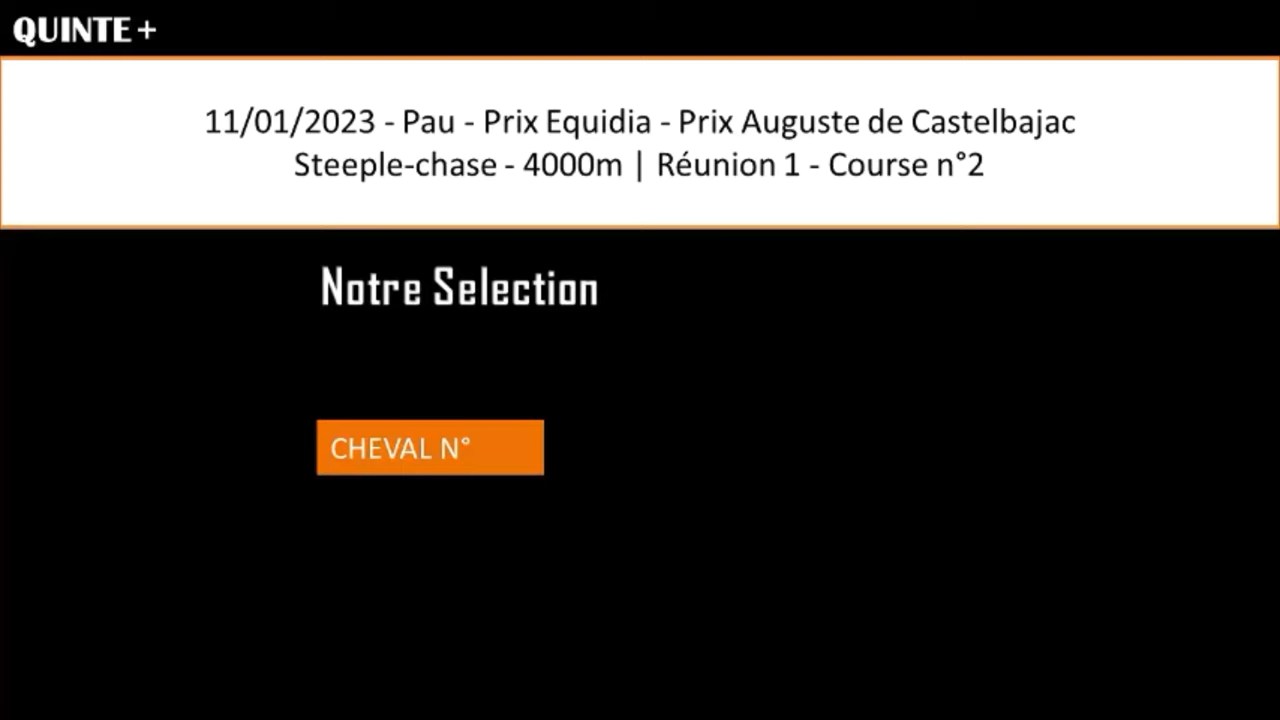 QUINTE+
11/01/2023 - Pau - Prix Equidia - Prix Auguste de Castelbajac
Steeple-chase - 4000m | Réunion 1 - Course n°2
Notre Selection
CHEVAL N°